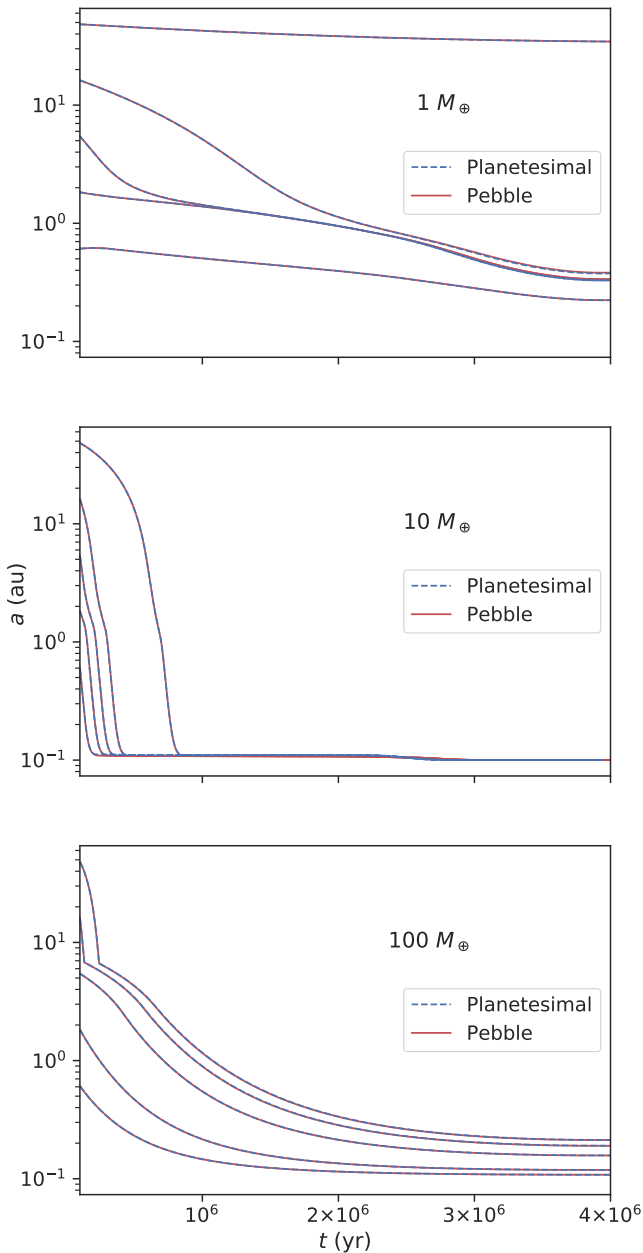 10¹
10⁰
10⁻¹
1 M⊕
Planetesimal
Pebble
a (au)
10¹
10⁰
10⁻¹
10 M⊕
Planetesimal
Pebble
10¹
10⁰
10⁻¹
100 M⊕
Planetesimal
Pebble
10⁶ 2×10⁶ 3×10⁶ 4×10⁶
t (yr)